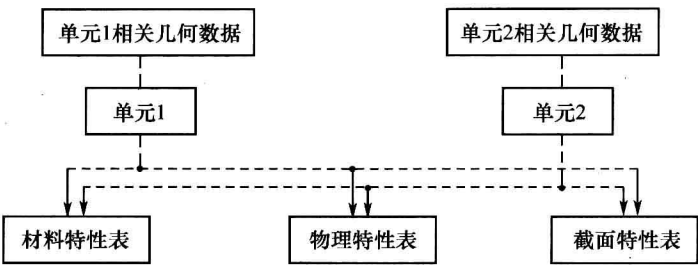 单元1相关几何数据
单元2相关几何数据
单元1
单元2
材料特性表
物理特性表
截面特性表